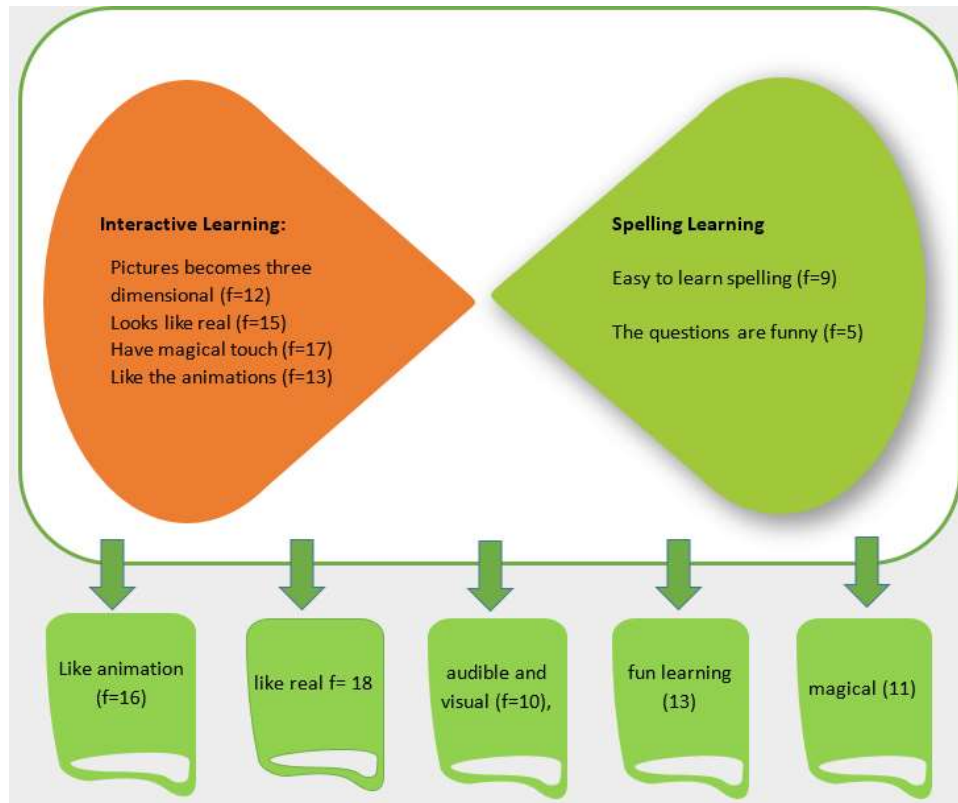 Interactive Learning:
Pictures becomes three
dimensional (f=12)
Looks like real (f=15)
Have magical touch (f=17)
Like the animations (f=13)
Spelling Learning
Easy to learn spelling (f=9)
The questions are funny (f=5)
Like animation
(f=16)
like real f= 18
audible and
visual (f=10),
fun learning
(13)
magical (11)